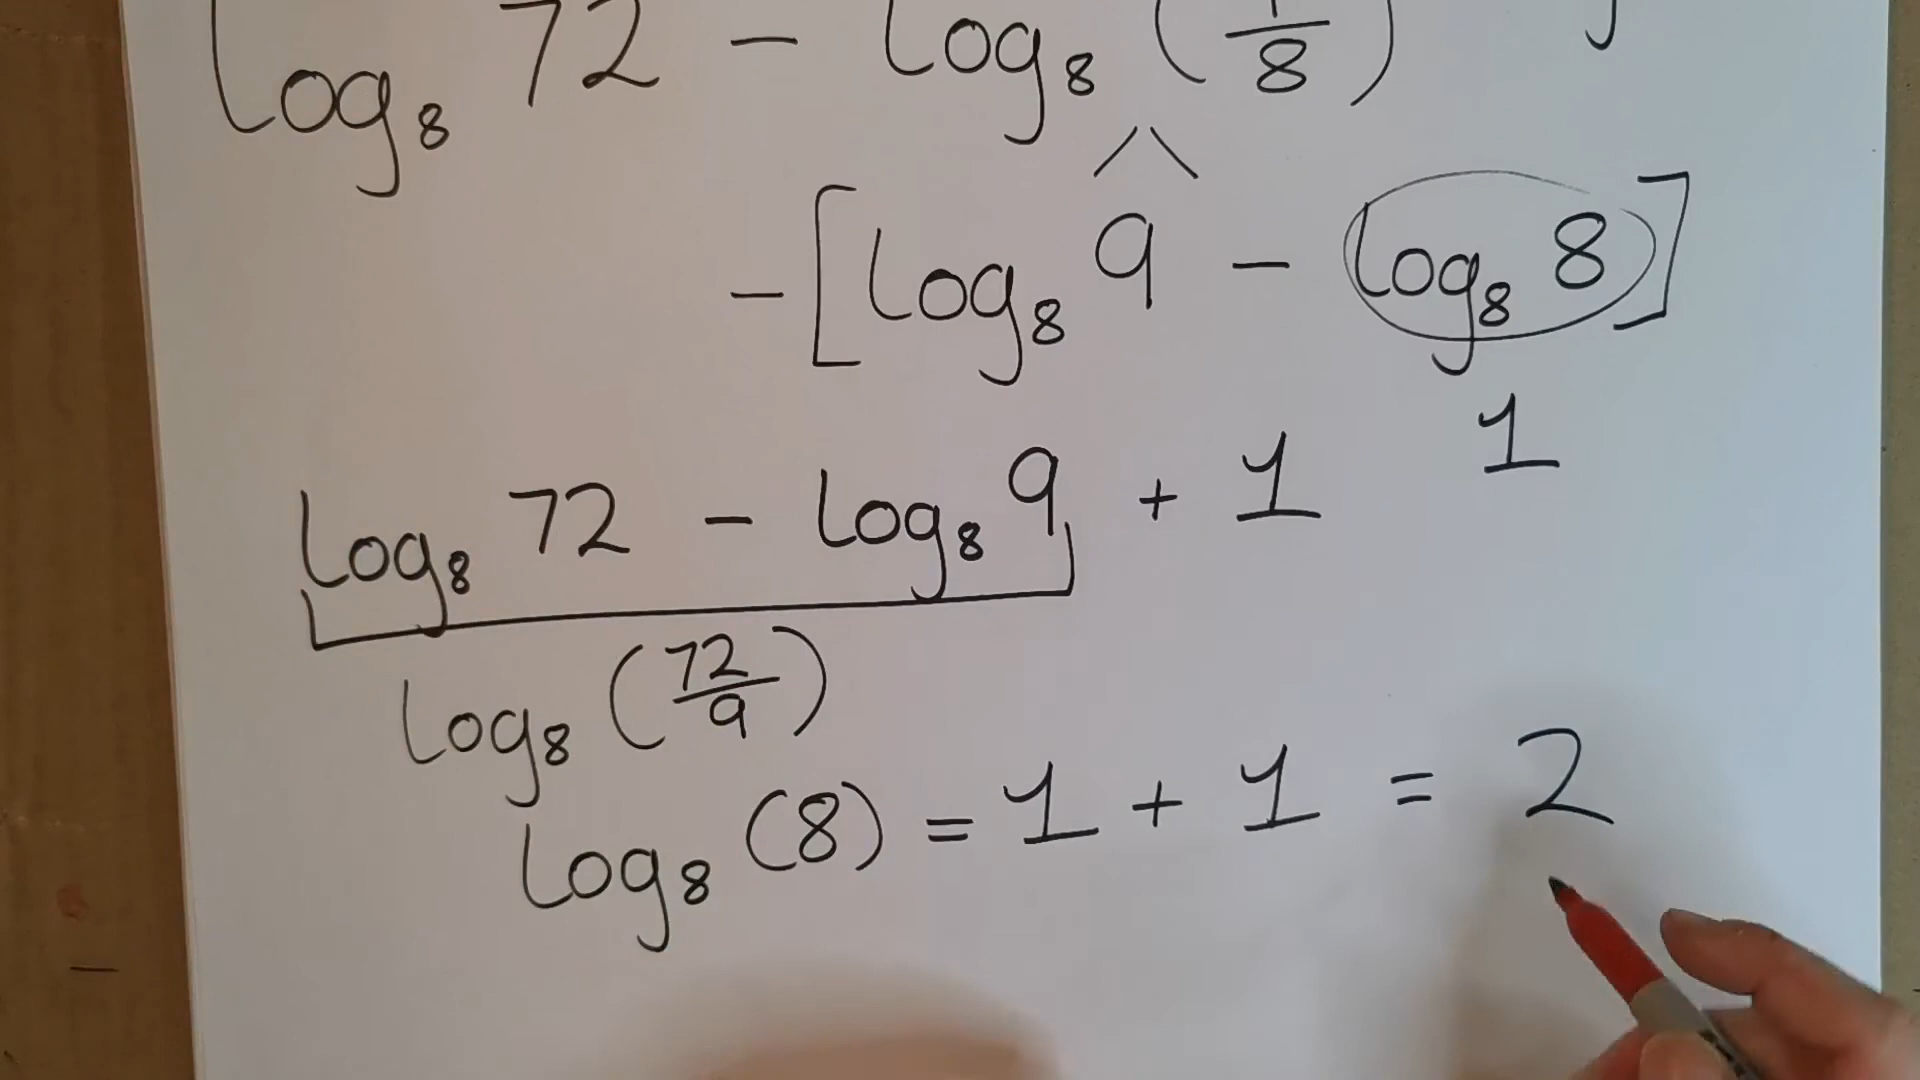 log₈ 72 - log₈ (   /8)
- [log₈ 9 - log₈ 8]
1
log₈ 72 - log₈ 9 + 1
log₈ (72/9)
log₈ (8) = 1 + 1 = 2